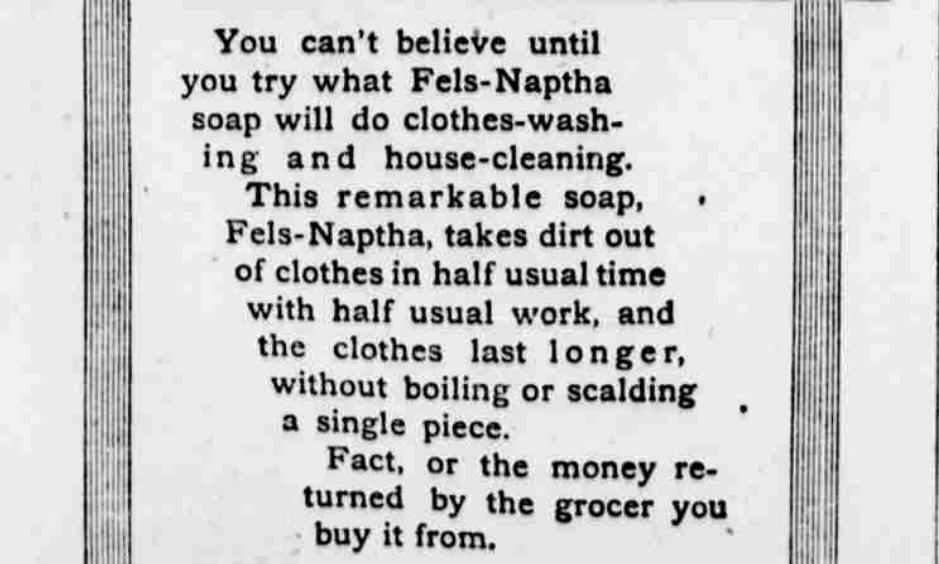 You can't believe until
you try what Fels-Naptha
soap will do clothes-wash-
ing and house-cleaning.
This remarkable soap,
Fels-Naptha, takes dirt out
of clothes in half usual time
with half usual work, and
the clothes last longer,
without boiling or scalding
a single piece.
Fact, or the money re-
turned by the grocer you
buy it from.